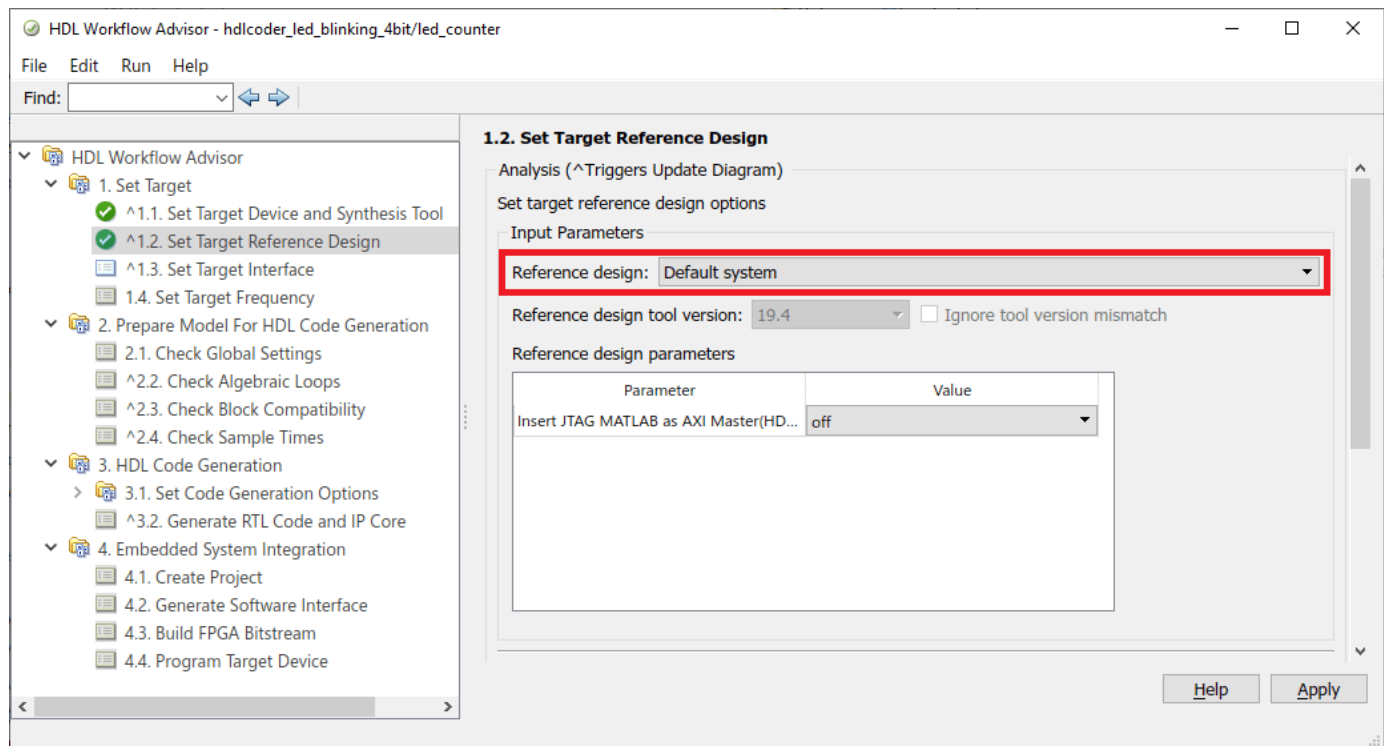 HDL Workflow Advisor - hdlcoder_led_blinking_4bit/led_counter
File Edit Run Help
Find:
HDL Workflow Advisor
1. Set Target
^1.1. Set Target Device and Synthesis Tool
^1.2. Set Target Reference Design
^1.3. Set Target Interface
1.4. Set Target Frequency
2. Prepare Model For HDL Code Generation
2.1. Check Global Settings
^2.2. Check Algebraic Loops
^2.3. Check Block Compatibility
^2.4. Check Sample Times
3. HDL Code Generation
3.1. Set Code Generation Options
^3.2. Generate RTL Code and IP Core
4. Embedded System Integration
4.1. Create Project
4.2. Generate Software Interface
4.3. Build FPGA Bitstream
4.4. Program Target Device
1.2. Set Target Reference Design
Analysis (^Triggers Update Diagram)
Set target reference design options
Input Parameters
Reference design: Default system
Reference design tool version: 19.4 Ignore tool version mismatch
Reference design parameters
Parameter Value
Insert JTAG MATLAB as AXI Master(HD... off
Help Apply